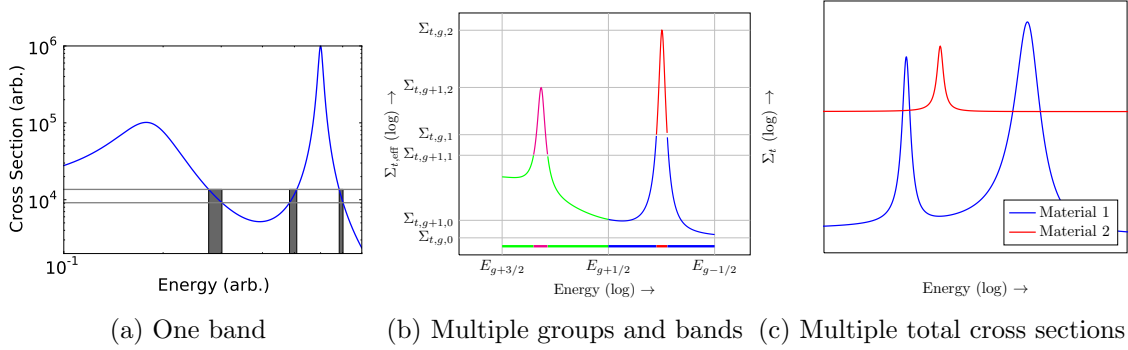 10^6
10^5
10^4
Cross Section (arb.)
10^-1
Energy (arb.)
(a) One band
Σ_{t,g,2}
Σ_{t,g+1,2}
Σ_{t,g,1}
Σ_{t,g+1,1}
Σ_{t,g+1,0}
Σ_{t,g,0}
Σ_{t,eff} (log) →
E_{g+3/2} E_{g+1/2} E_{g−1/2}
Energy (log) →
(b) Multiple groups and bands
Σ_t (log) →
Material 1
Material 2
Energy (log) →
(c) Multiple total cross sections